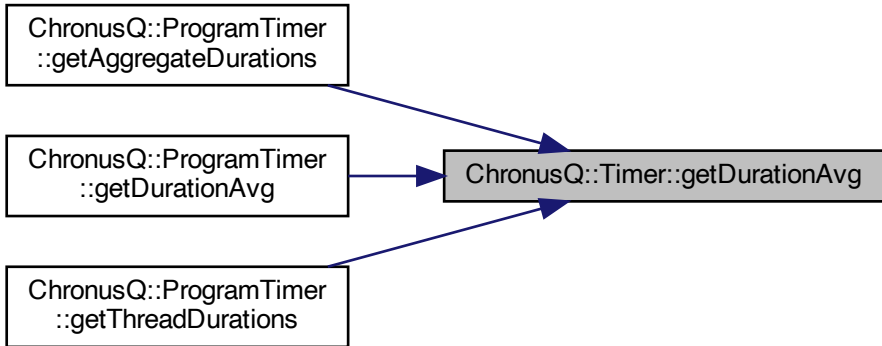 ChronusQ::ProgramTimer
::getAggregateDurations
ChronusQ::ProgramTimer
::getDurationAvg
ChronusQ::Timer::getDurationAvg
ChronusQ::ProgramTimer
::getThreadDurations